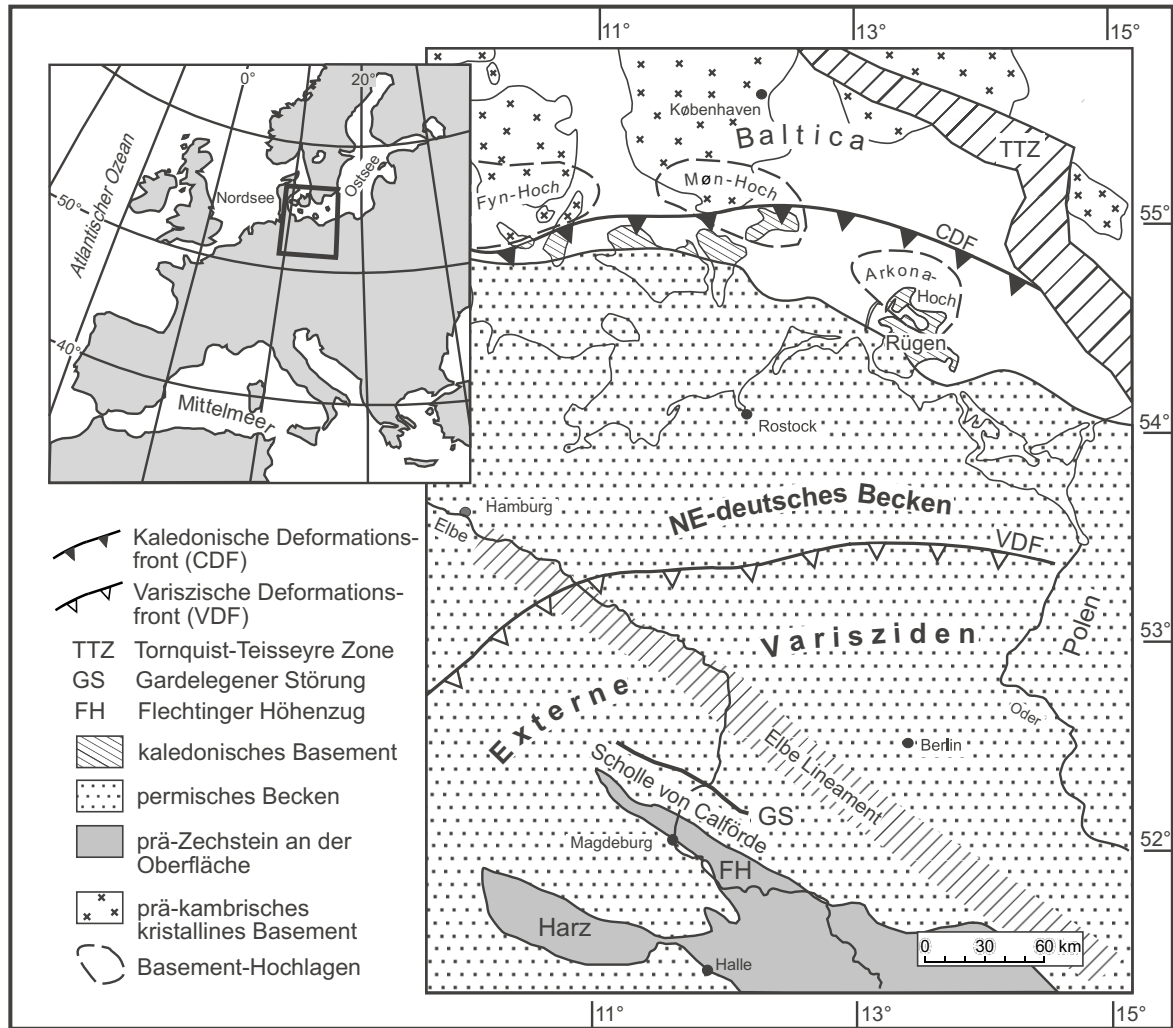 11°
13°
15°
0°
20°
Atlantischer Ozean
Nordsee
Ostsee
50°
40°
Mittelmeer
København
Baltica
TTZ
Fyn-Hoch
Møn-Hoch
CDF
55°
Arkona-
Hoch
Rügen
54°
Rostock
NE-deutsches Becken
Hamburg
Elbe
VDF
Varisziden
Polen
53°
Externe
Oder
Berlin
Elbe Lineament
Scholle von Calförde
GS
Magdeburg
FH
52°
Harz
Halle
0 30 60 km
11°
13°
15°
Kaledonische Deformations-
front (CDF)
Variszische Deformations-
front (VDF)
TTZ Tornquist-Teisseyre Zone
GS Gardelegener Störung
FH Flechtinger Höhenzug
kaledonisches Basement
permisches Becken
prä-Zechstein an der
Oberfläche
prä-kambrisches
kristallines Basement
Basement-Hochlagen